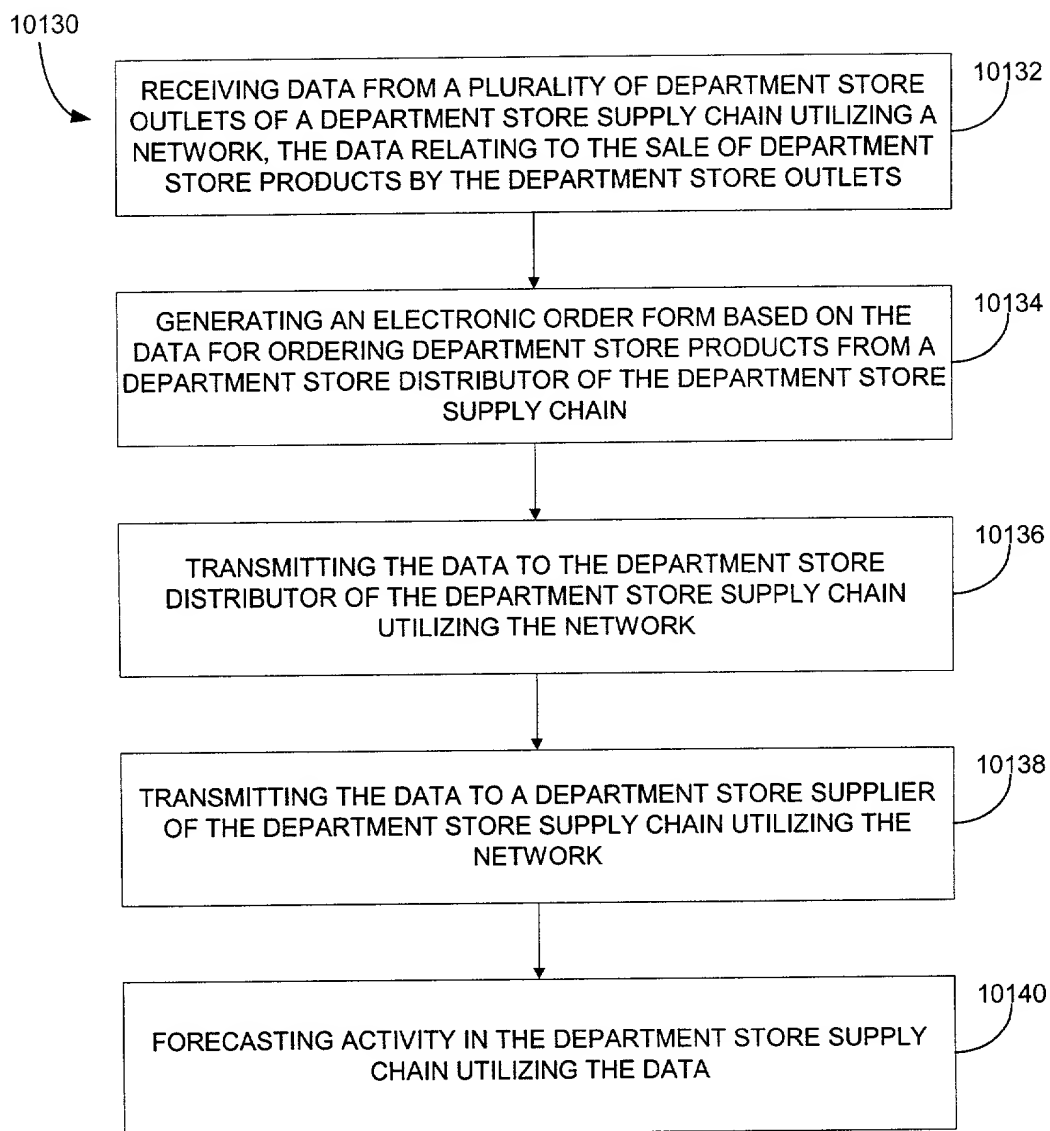 10130
10132
RECEIVING DATA FROM A PLURALITY OF DEPARTMENT STORE
OUTLETS OF A DEPARTMENT STORE SUPPLY CHAIN UTILIZING A
NETWORK, THE DATA RELATING TO THE SALE OF DEPARTMENT
STORE PRODUCTS BY THE DEPARTMENT STORE OUTLETS
10134
GENERATING AN ELECTRONIC ORDER FORM BASED ON THE
DATA FOR ORDERING DEPARTMENT STORE PRODUCTS FROM A
DEPARTMENT STORE DISTRIBUTOR OF THE DEPARTMENT STORE
SUPPLY CHAIN
10136
TRANSMITTING THE DATA TO THE DEPARTMENT STORE
DISTRIBUTOR OF THE DEPARTMENT STORE SUPPLY CHAIN
UTILIZING THE NETWORK
10138
TRANSMITTING THE DATA TO A DEPARTMENT STORE SUPPLIER
OF THE DEPARTMENT STORE SUPPLY CHAIN UTILIZING THE
NETWORK
10140
FORECASTING ACTIVITY IN THE DEPARTMENT STORE SUPPLY
CHAIN UTILIZING THE DATA